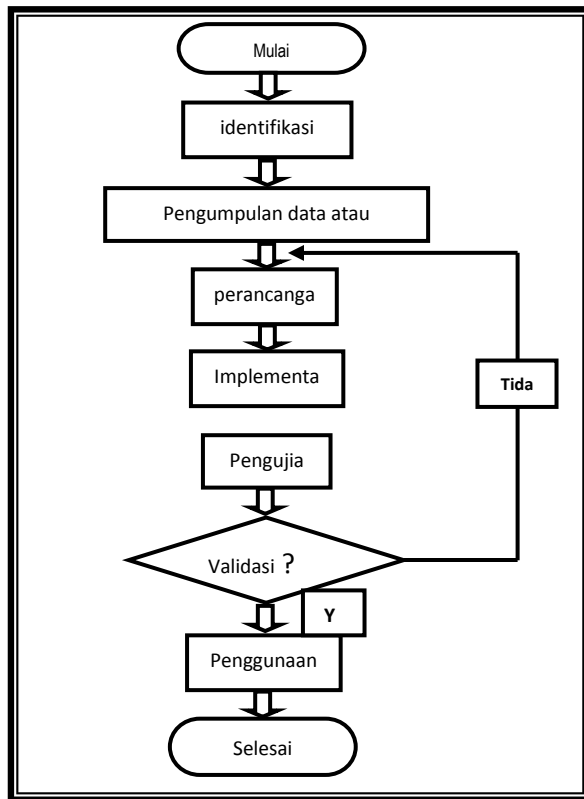 Mulai
identifikasi
Pengumpulan data atau
perancanga
Implementa
Tida
Pengujia
Validasi ?
Y
Penggunaan
Selesai